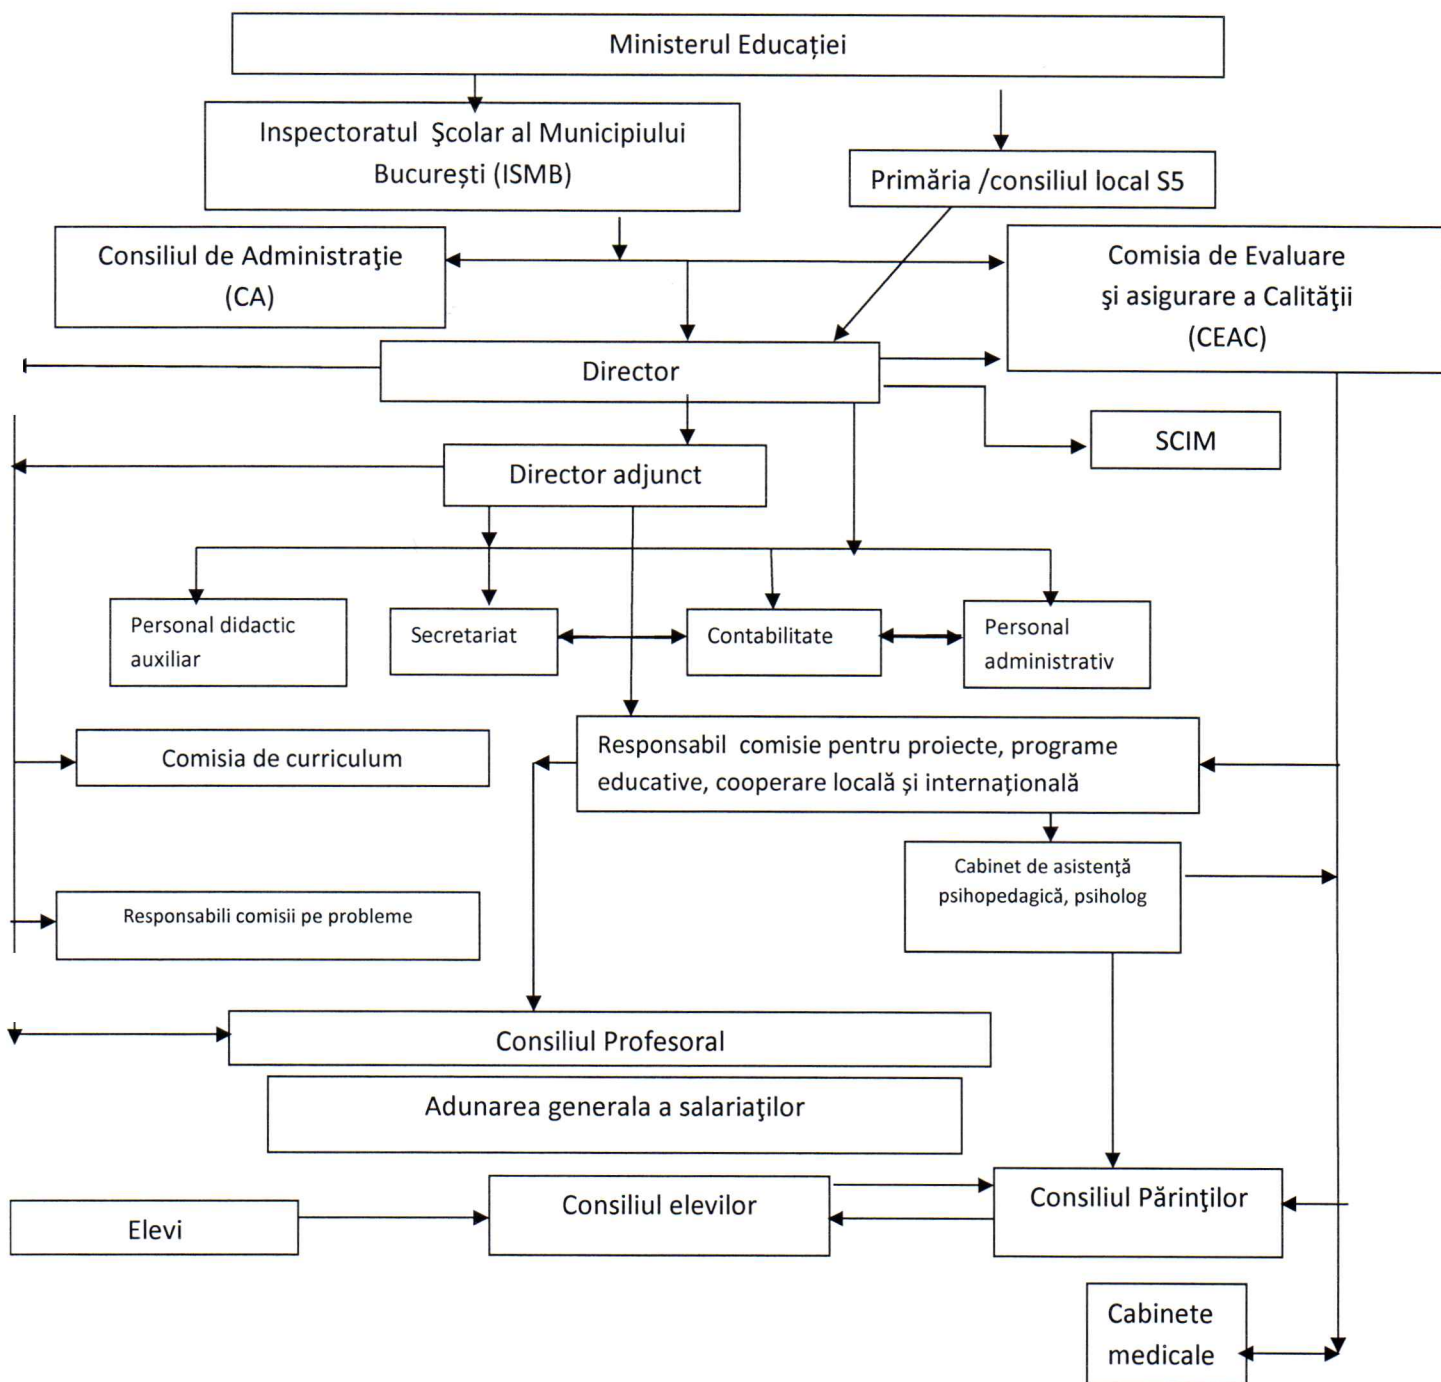 Ministerul Educației
Inspectoratul Şcolar al Municipiului
București (ISMB)
Primăria /consiliul local S5
Consiliul de Administraţie
(CA)
Comisia de Evaluare
şi asigurare a Calităţii
(CEAC)
Director
SCIM
Director adjunct
Personal didactic
auxiliar
Secretariat
Contabilitate
Personal
administrativ
Responsabil comisie pentru proiecte, programe
educative, cooperare locală și internațională
Comisia de curriculum
Cabinet de asistenţă
psihopedagică, psiholog
Responsabili comisii pe probleme
Consiliul Profesoral
Adunarea generala a salariaţilor
Consiliul elevilor
Consiliul Părinţilor
Elevi
Cabinete
medicale